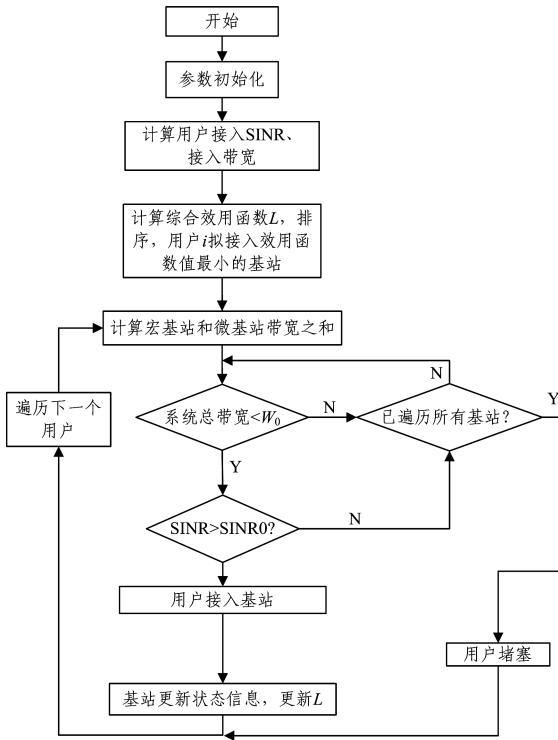 开始
参数初始化
计算用户接入SINR、
接入带宽
计算综合效用函数L，排
序，用户i拟接入效用函
数值最小的基站
计算宏基站和微基站带宽之和
遍历下一个
用户
系统总带宽<W₀
N
已遍历所有基站?
N
Y
Y
SINR>SINR0?
N
用户接入基站
用户堵塞
基站更新状态信息，更新L